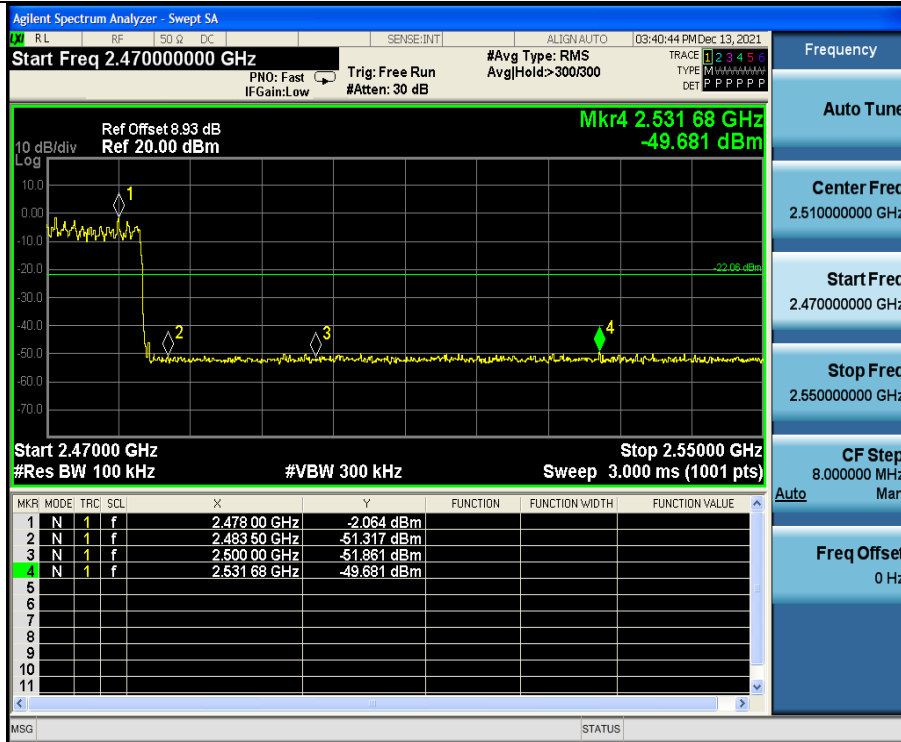 Agilent Spectrum Analyzer - Swept SA
LXI RL RF 50 Ω DC SENSE:INT ALIGN AUTO 03:40:44 PM Dec 13, 2021
Start Freq 2.470000000 GHz
PNO: Fast
IFGain:Low
Trig: Free Run
#Atten: 30 dB
#Avg Type: RMS
Avg|Hold:>300/300
TRACE 1 2 3 4 5 6
TYPE M WWWWW
DET P P P P P P
Ref Offset 8.93 dB
10 dB/div Ref 20.00 dBm
Log
Mkr4 2.531 68 GHz
-49.681 dBm
10.0
0.00
-10.0
-20.0
-30.0
-40.0
-50.0
-60.0
-70.0
1
2
3
4
-22.06 dBm
Start 2.47000 GHz Stop 2.55000 GHz
#Res BW 100 kHz #VBW 300 kHz Sweep 3.000 ms (1001 pts)
MKR MODE TRC SCL X Y FUNCTION FUNCTION WIDTH FUNCTION VALUE
1 N 1 f 2.478 00 GHz -2.064 dBm
2 N 1 f 2.483 50 GHz -51.317 dBm
3 N 1 f 2.500 00 GHz -51.861 dBm
4 N 1 f 2.531 68 GHz -49.681 dBm
5
6
7
8
9
10
11
MSG STATUS
Frequency
Auto Tune
Center Freq
2.510000000 GHz
Start Freq
2.470000000 GHz
Stop Freq
2.550000000 GHz
CF Step
8.000000 MHz
Auto Man
Freq Offset
0 Hz